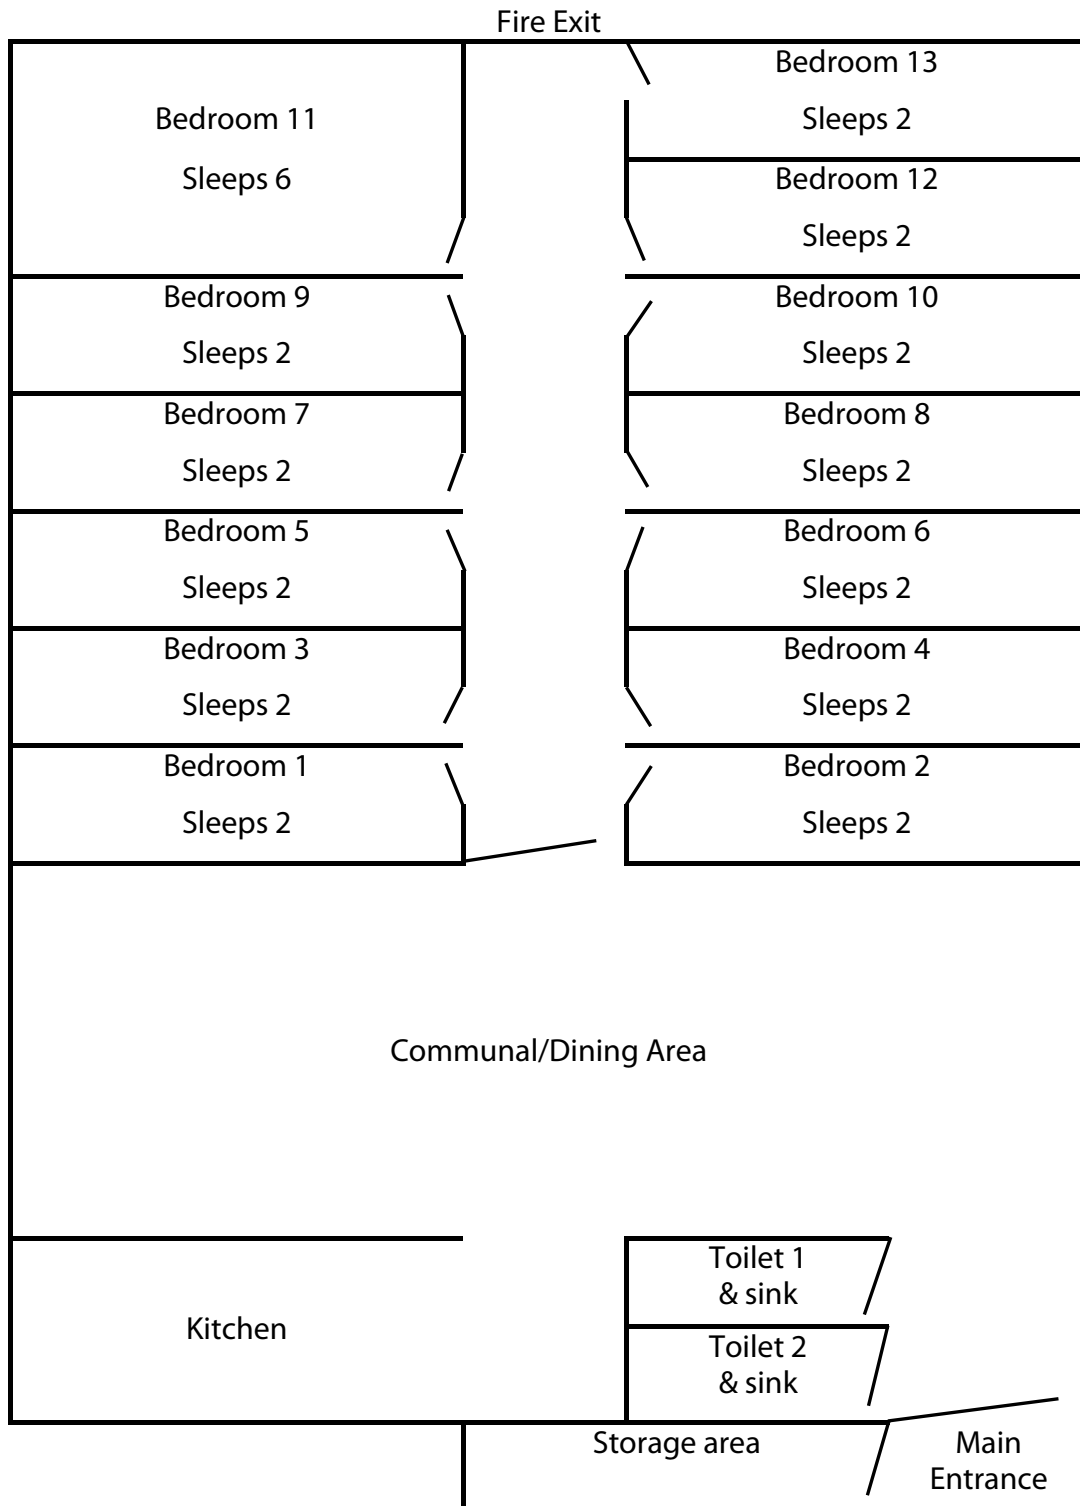 Fire Exit
Bedroom 11
Sleeps 6
Bedroom 13
Sleeps 2
Bedroom 12
Sleeps 2
Bedroom 9
Sleeps 2
Bedroom 10
Sleeps 2
Bedroom 7
Sleeps 2
Bedroom 8
Sleeps 2
Bedroom 5
Sleeps 2
Bedroom 6
Sleeps 2
Bedroom 3
Sleeps 2
Bedroom 4
Sleeps 2
Bedroom 1
Sleeps 2
Bedroom 2
Sleeps 2
Communal/Dining Area
Kitchen
Toilet 1
& sink
Toilet 2
& sink
Storage area
Main
Entrance